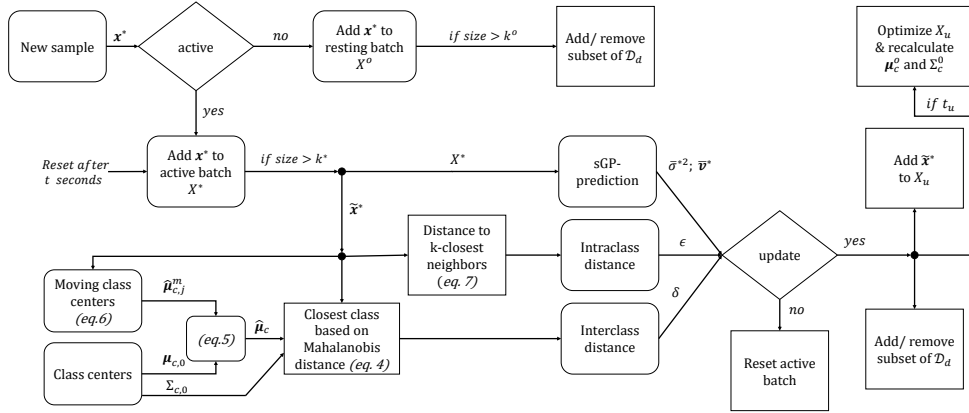 New sample
𝒙*
active
no
Add 𝒙* to
resting batch
Xᵒ
if size > kᵒ
Add/ remove
subset of 𝒟_d
Optimize X_u
& recalculate
𝝁_c^o and Σ_c^0
if t_u
yes
Reset after
t seconds
Add 𝒙* to
active batch
X*
if size > k*
X*
sGP-
prediction
σ̄*²; 𝒗̄*
Add 𝒙̃* to
X_u
𝒙̃*
Distance to
k-closest
neighbors
(eq. 7)
Intraclass
distance
ϵ
update
yes
Moving class
centers
(eq.6)
𝝁̂_{c,j}^m
(eq.5)
𝝁̂_c
Closest class
based on
Mahalanobis
distance (eq. 4)
Interclass
distance
δ
no
Class centers
𝝁_{c,0}
Σ_{c,0}
Reset active
batch
Add/ remove
subset of 𝒟_d